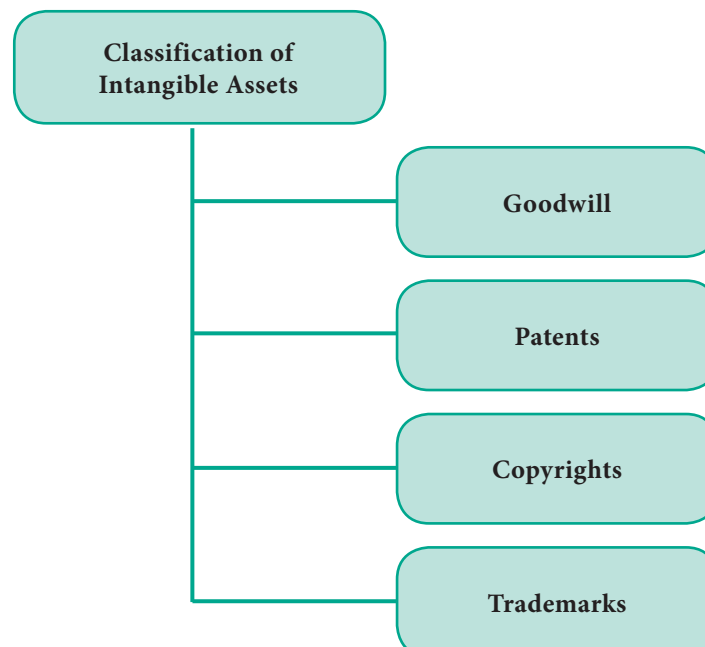 Classification of
Intangible Assets
Goodwill
Patents
Copyrights
Trademarks